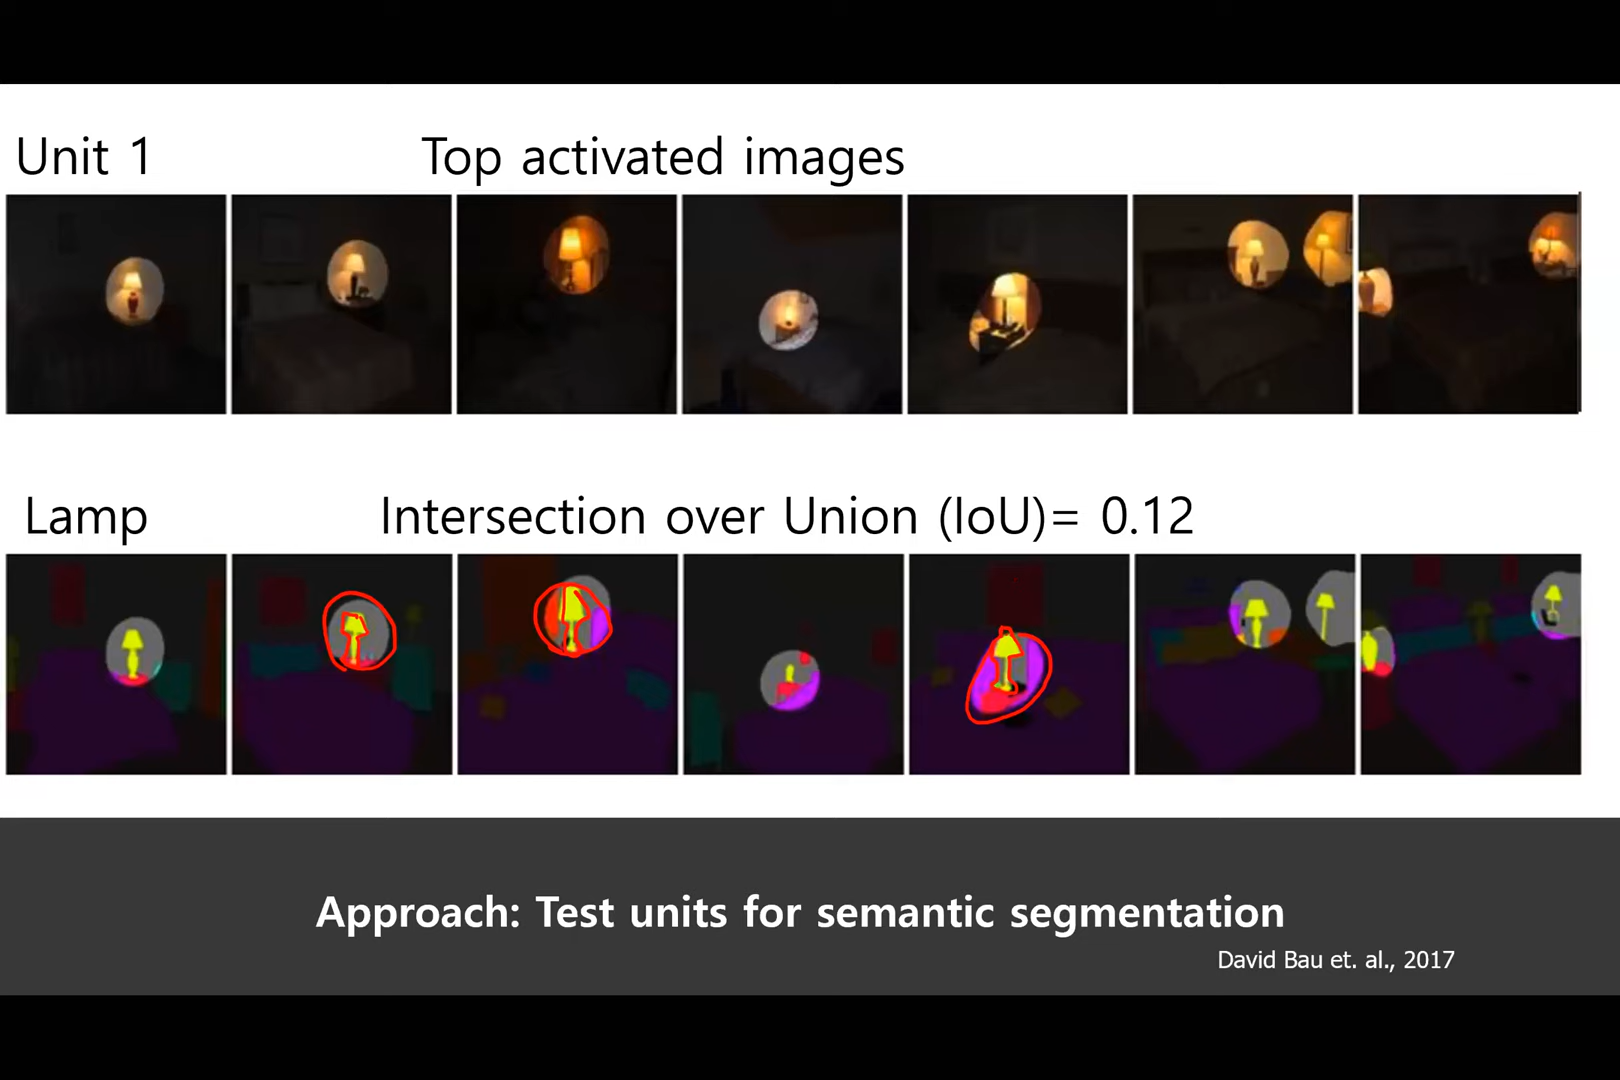 Unit 1
Top activated images
Lamp
Intersection over Union (IoU)= 0.12
Approach: Test units for semantic segmentation
David Bau et. al., 2017